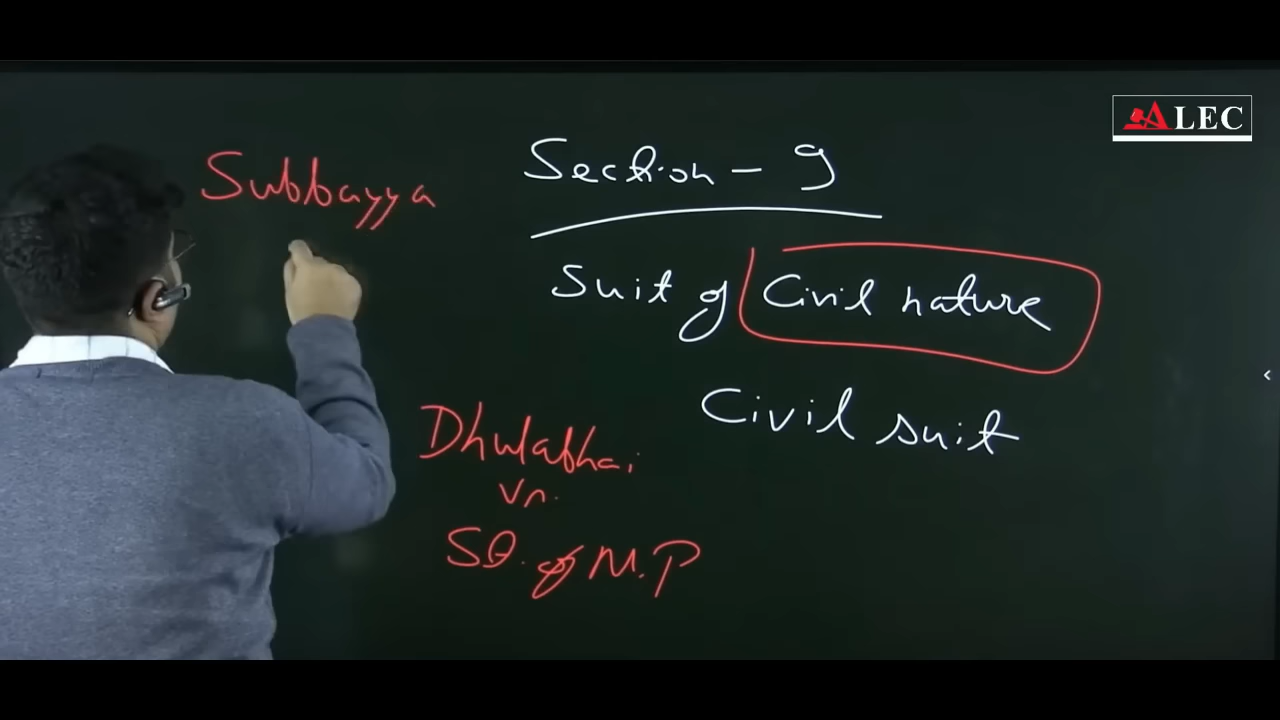 ALEC
Subbayya
Section - 9
Suit of Civil nature
Civil suit
Dhulabhai
Vs.
St. of M.P